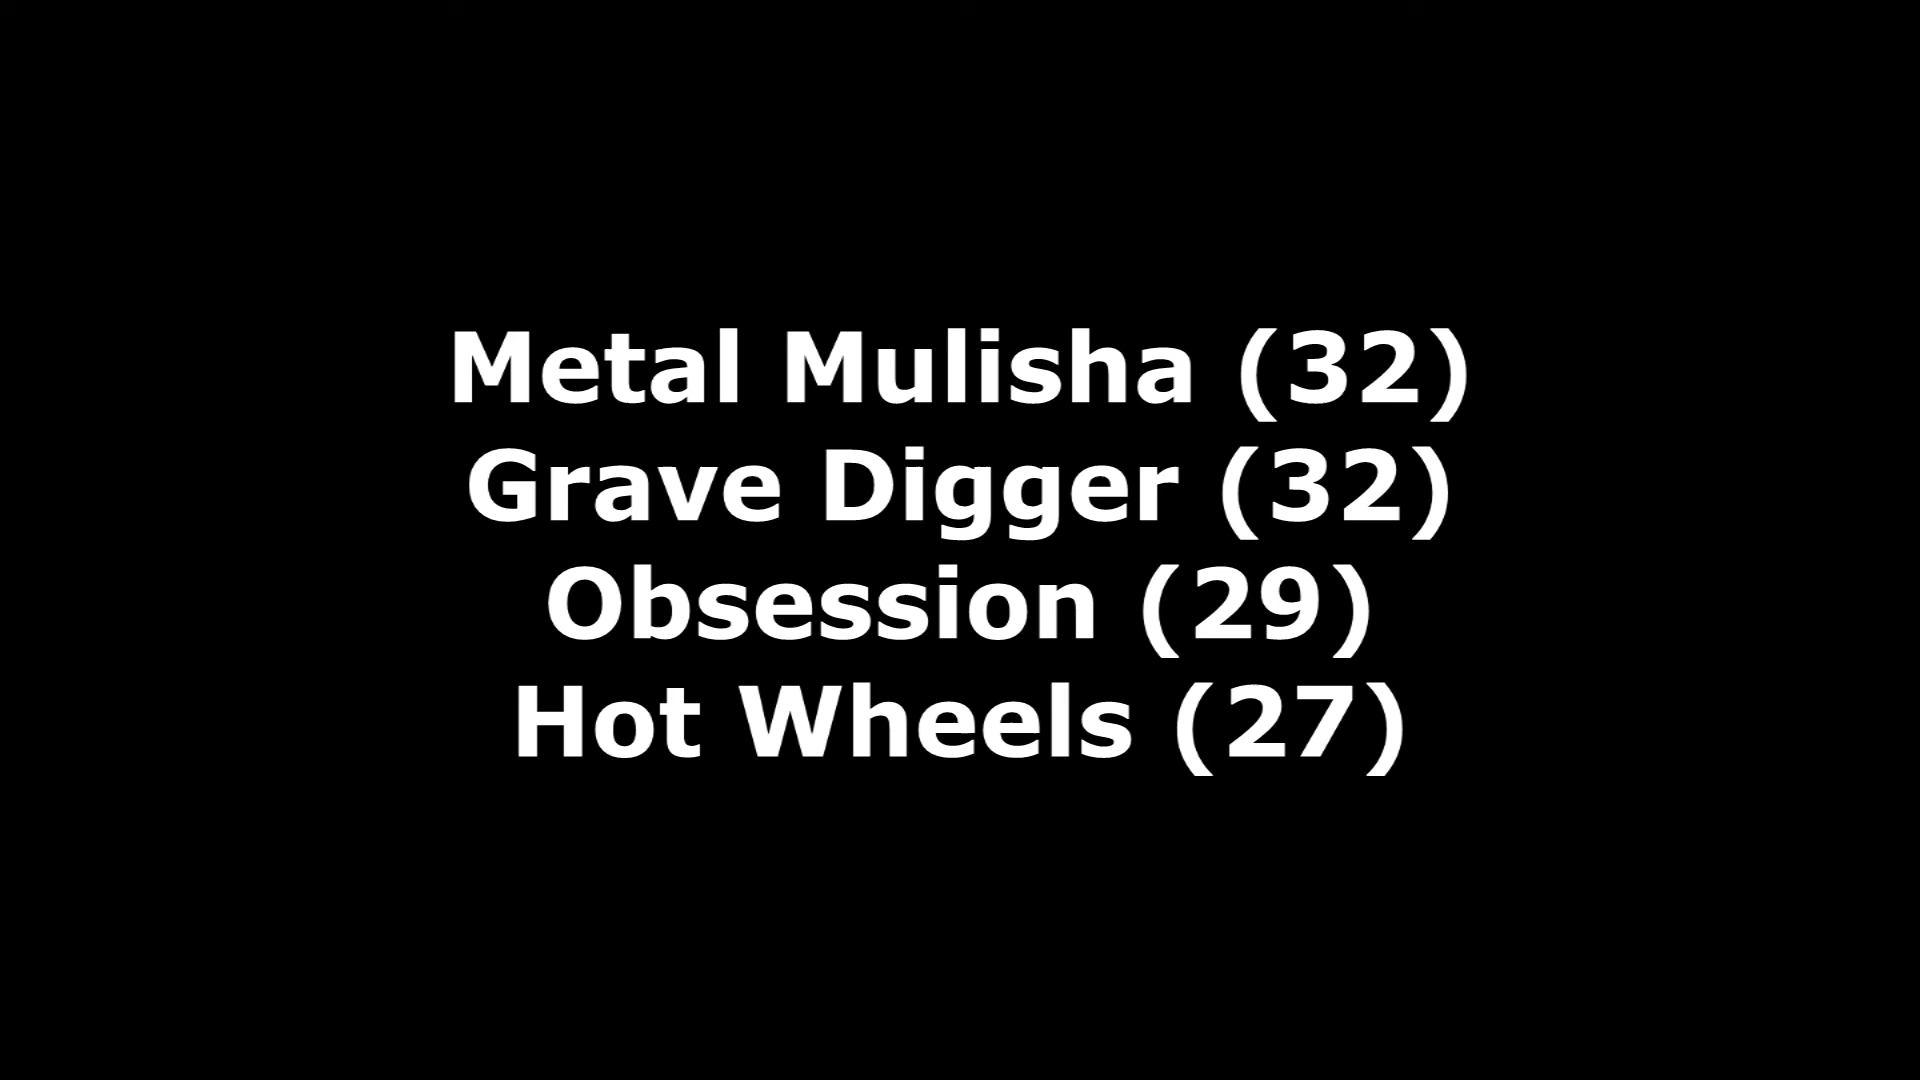 Metal Mulisha (32)
Grave Digger (32)
Obsession (29)
Hot Wheels (27)